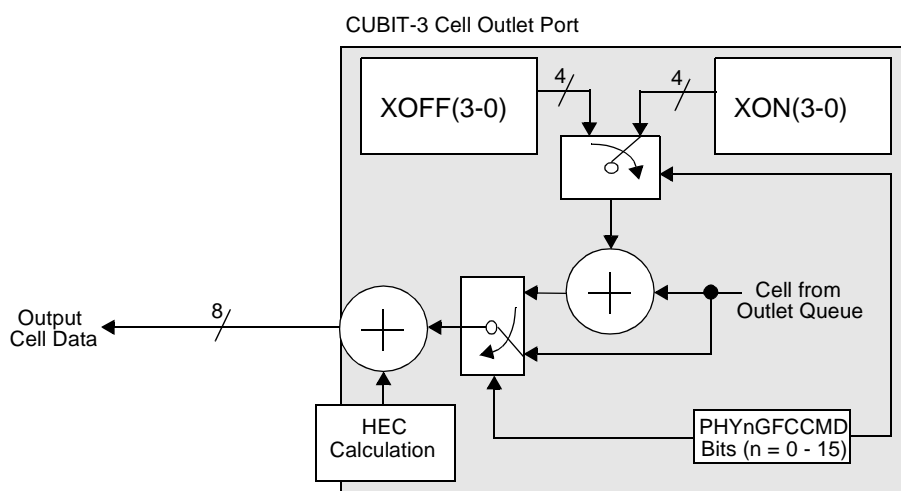 CUBIT-3 Cell Outlet Port
XOFF(3-0)
4
4
XON(3-0)
Cell from
Outlet Queue
8
Output
Cell Data
HEC
Calculation
PHYnGFCCMD
Bits (n = 0 - 15)